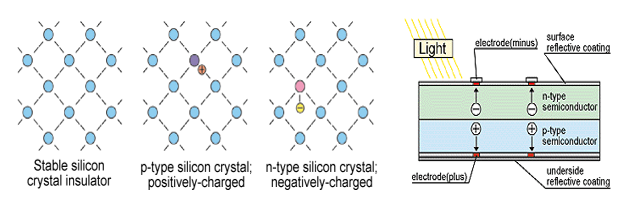 Stable silicon
crystal insulator
p-type silicon crystal;
positively-charged
n-type silicon crystal;
negatively-charged
Light
electrode(minus)
surface
reflective coating
n-type
semiconductor
p-type
semiconductor
electrode(plus)
underside
reflective coating